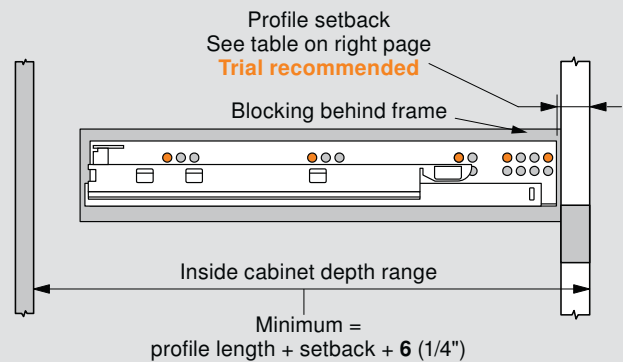 Profile setback
See table on right page
Trial recommended
Blocking behind frame
Inside cabinet depth range
Minimum =
profile length + setback + 6 (1/4")